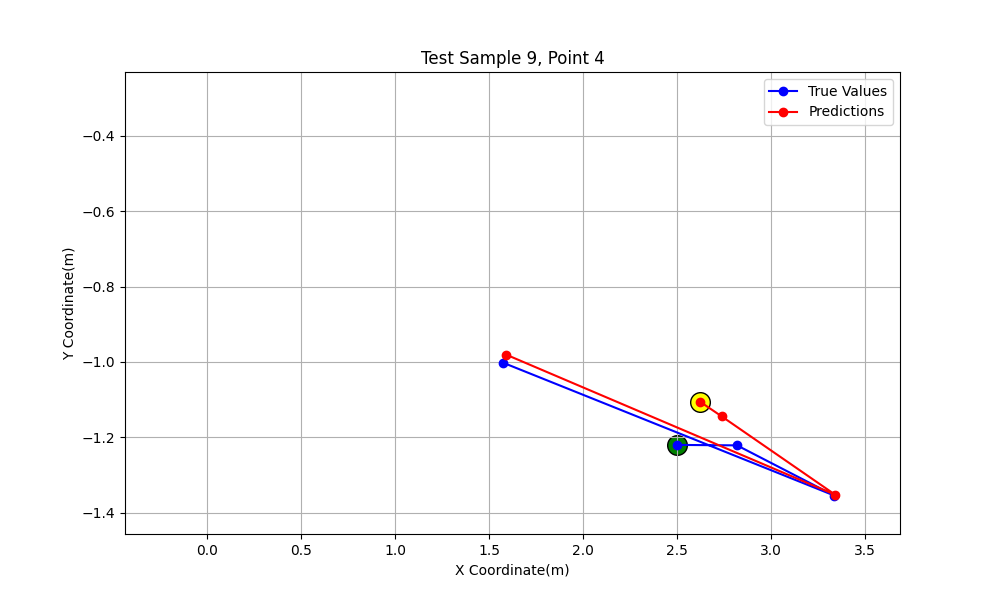 Test Sample 9, Point 4
True Values
Predictions
−0.4
−0.6
−0.8
−1.0
−1.2
−1.4
Y Coordinate(m)
0.0 0.5 1.0 1.5 2.0 2.5 3.0 3.5
X Coordinate(m)